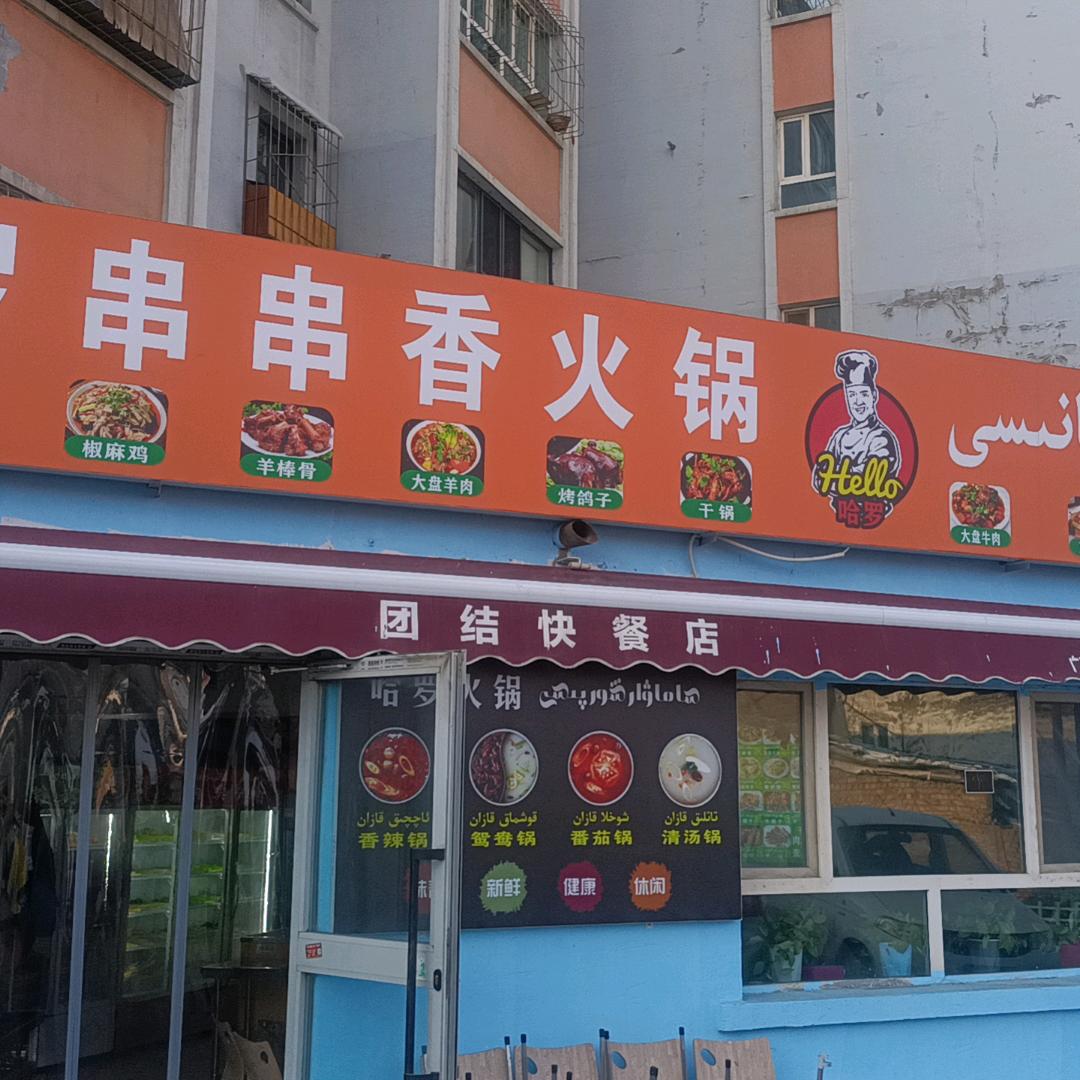 串串香火锅
椒麻鸡
羊棒骨
大盘羊肉
烤鸽子
干锅
Hello
哈罗
大盘牛肉
团结快餐店
哈罗火锅
ئاچچىق قازان
香辣锅
قوشماق قازان
鸳鸯锅
شوخلا قازان
番茄锅
تاتلىق قازان
清汤锅
新鲜
健康
休闲